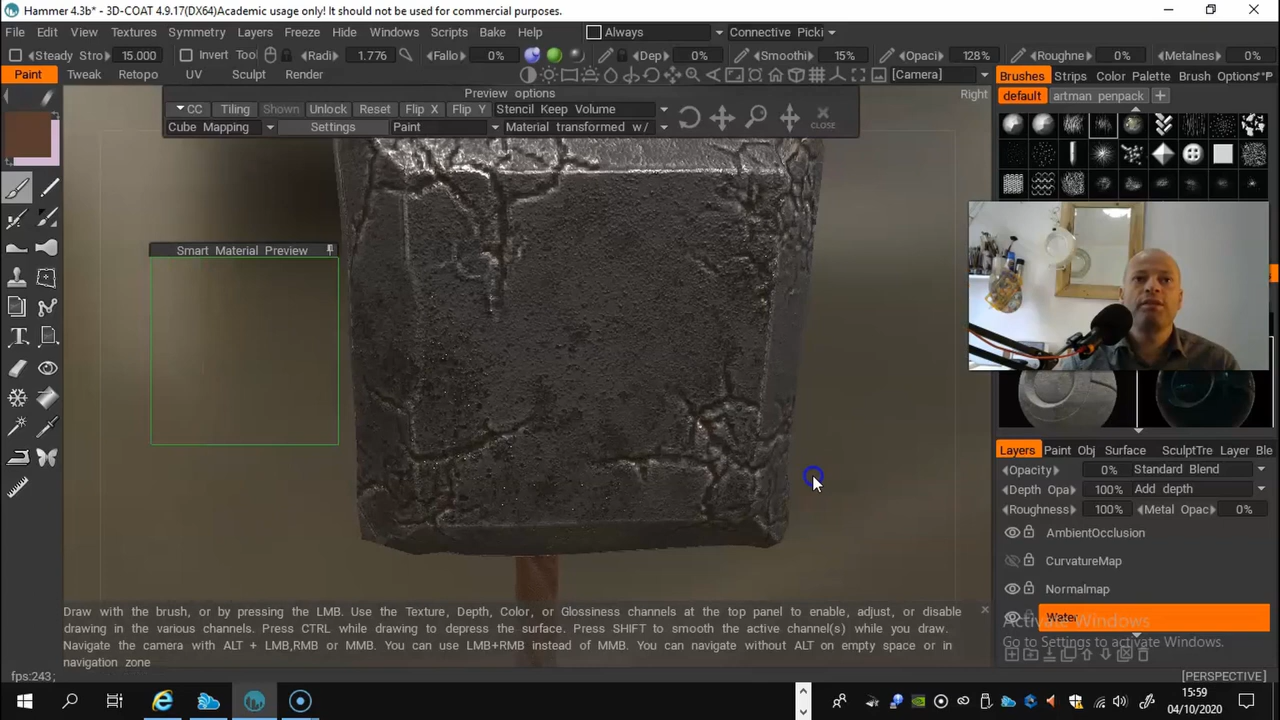 Hammer 4.3b* - 3D-COAT 4.9.17(DX64)Academic usage only! It should not be used for commercial purposes.
File Edit View Textures Symmetry Layers Freeze Hide Windows Scripts Bake Help Always Connective Picki
Steady Stro 15.000 Invert Tool Radi 1.776 Fallo 0% Dep 0% Smoothi 15% Opaci 128% Roughne 0% Metalnes 0%
Paint Tweak Retopo UV Sculpt Render [Camera] Brushes Strips Color Palette Brush Options
Preview options
Right
default artman penpack
CC Tiling Shown Unlock Reset Flip X Flip Y Stencil Keep Volume
CLOSE
Cube Mapping Settings Paint Material transformed w/
Smart Material Preview
Layers Paint Obj Surface SculptTre Layer Ble
Opacity 0% Standard Blend
Depth Opa 100% Add depth
Roughness 100% Metal Opac 0%
AmbientOcclusion
CurvatureMap
Normalmap
Water
Draw with the brush, or by pressing the LMB. Use the Texture, Depth, Color, or Glossiness channels at the top panel to enable, adjust, or disable
drawing in the various channels. Press CTRL while drawing to depress the surface. Press SHIFT to smooth the active channel(s) while you draw.
Navigate the camera with ALT + LMB,RMB or MMB. You can use LMB+RMB instead of MMB. You can navigate without ALT on empty space or in
navigation zone
Activate Windows
Go to Settings to activate Windows.
fps:243;
[PERSPECTIVE]
15:59
04/10/2020